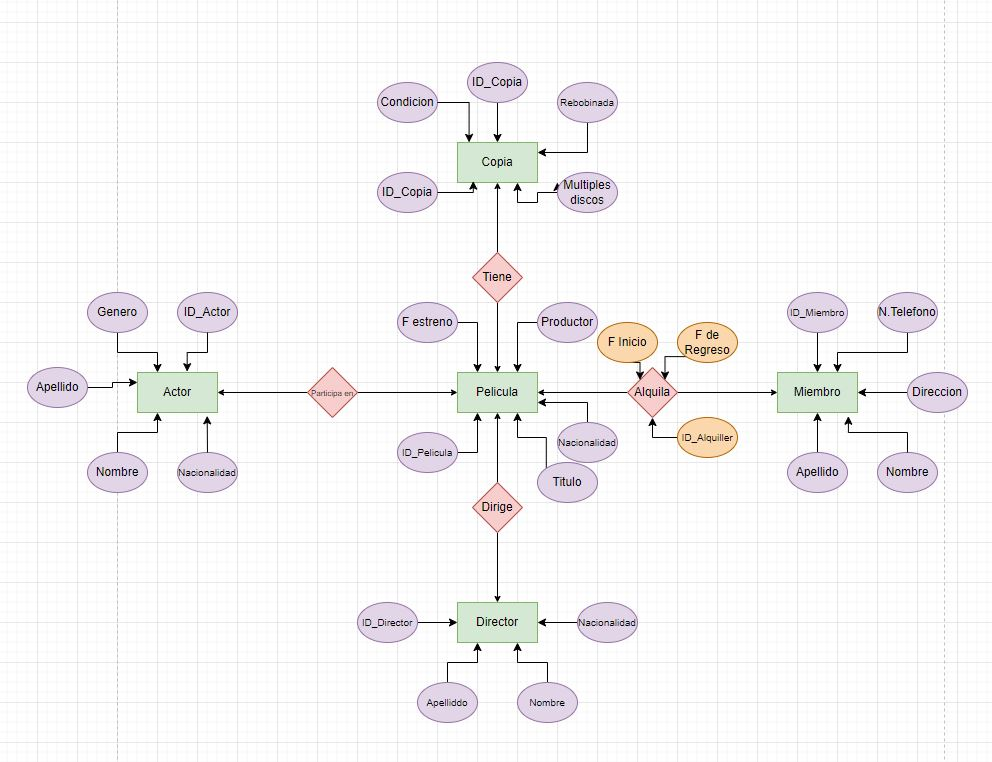 ID_Copia
Condicion
Rebobinada
Copia
ID_Copia
Multiples
discos
Tiene
Genero
ID_Actor
F estreno
Productor
F Inicio
F de
Regreso
ID_Miembro
N.Telefono
Apellido
Actor
Participa en
Pelicula
Alquila
Miembro
Direccion
ID_Pelicula
Nacionalidad
ID_Alquiller
Nombre
Nacionalidad
Titulo
Apellido
Nombre
Dirige
ID_Director
Director
Nacionalidad
Apelliddo
Nombre